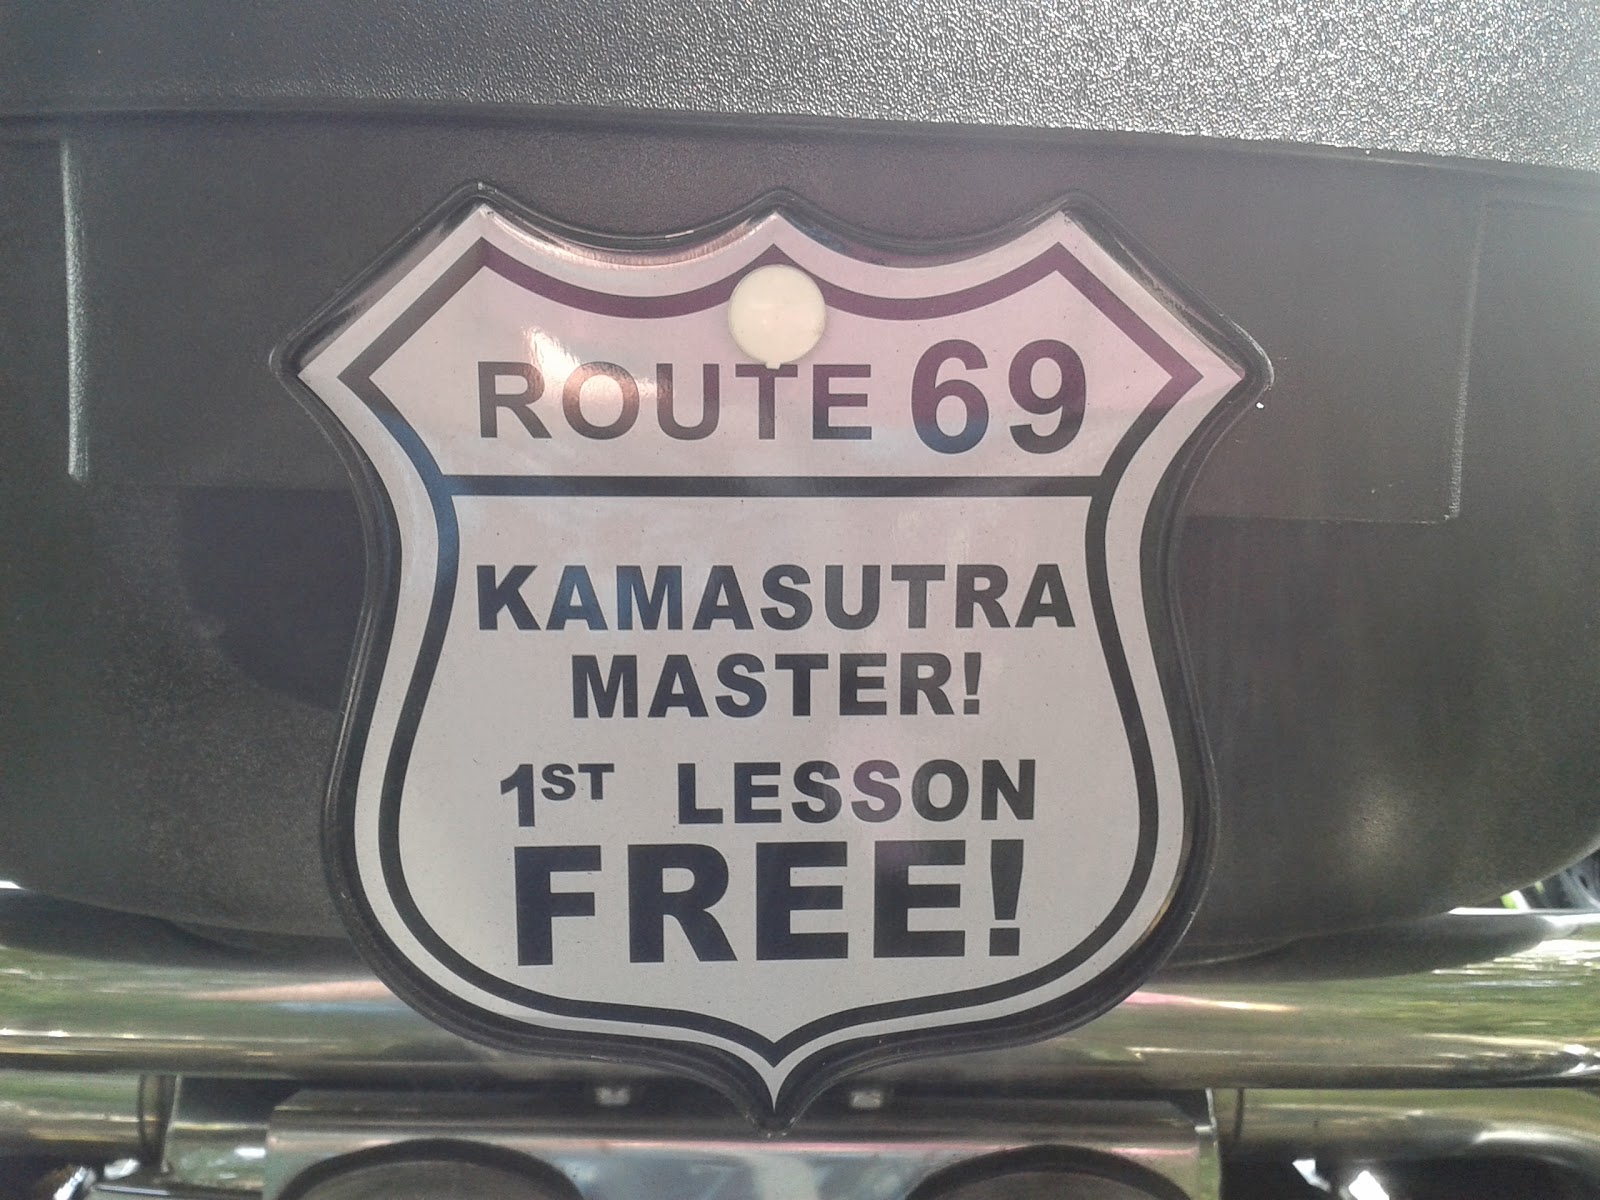 ROUTE 69
KAMASUTRA
MASTER!
1ST LESSON
FREE!